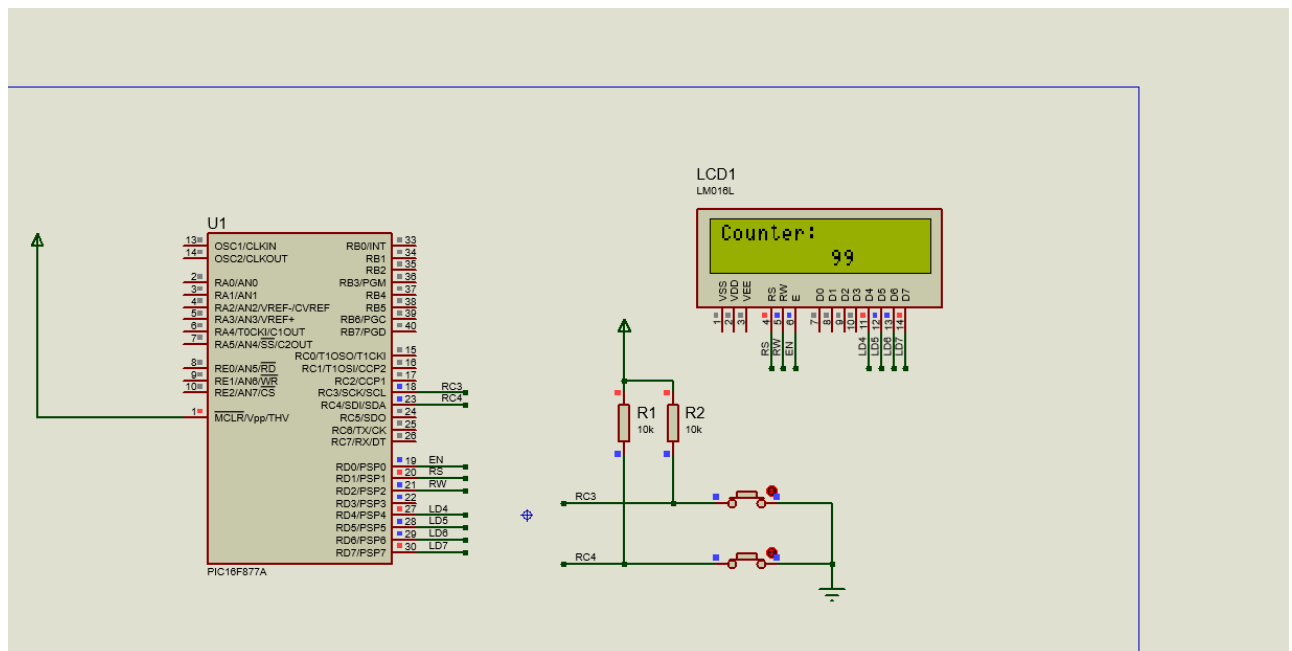 LCD1
LM016L
Counter:
99
VSS
VDD
VEE
RS
RW
E
D0
D1
D2
D3
D4
D5
D6
D7
1
2
3
4
5
6
7
8
9
10
11
12
13
14
RS
RW
EN
LD4
LD5
LD6
LD7
U1
13 OSC1/CLKIN
14 OSC2/CLKOUT
2 RA0/AN0
3 RA1/AN1
4 RA2/AN2/VREF-/CVREF
5 RA3/AN3/VREF+
6 RA4/T0CKI/C1OUT
7 RA5/AN4/SS/C2OUT
8 RE0/AN5/RD
9 RE1/AN6/WR
10 RE2/AN7/CS
1 MCLR/Vpp/THV
RB0/INT 33
RB1 34
RB2 35
RB3/PGM 36
RB4 37
RB5 38
RB6/PGC 39
RB7/PGD 40
RC0/T1OSO/T1CKI 15
RC1/T1OSI/CCP2 16
RC2/CCP1 17
RC3/SCK/SCL 18 RC3
RC4/SDI/SDA 23 RC4
RC5/SDO 24
RC6/TX/CK 25
RC7/RX/DT 26
RD0/PSP0 19 EN
RD1/PSP1 20 RS
RD2/PSP2 21 RW
RD3/PSP3 22
RD4/PSP4 27 LD4
RD5/PSP5 28 LD5
RD6/PSP6 29 LD6
RD7/PSP7 30 LD7
PIC16F877A
R1
10k
R2
10k
RC3
RC4